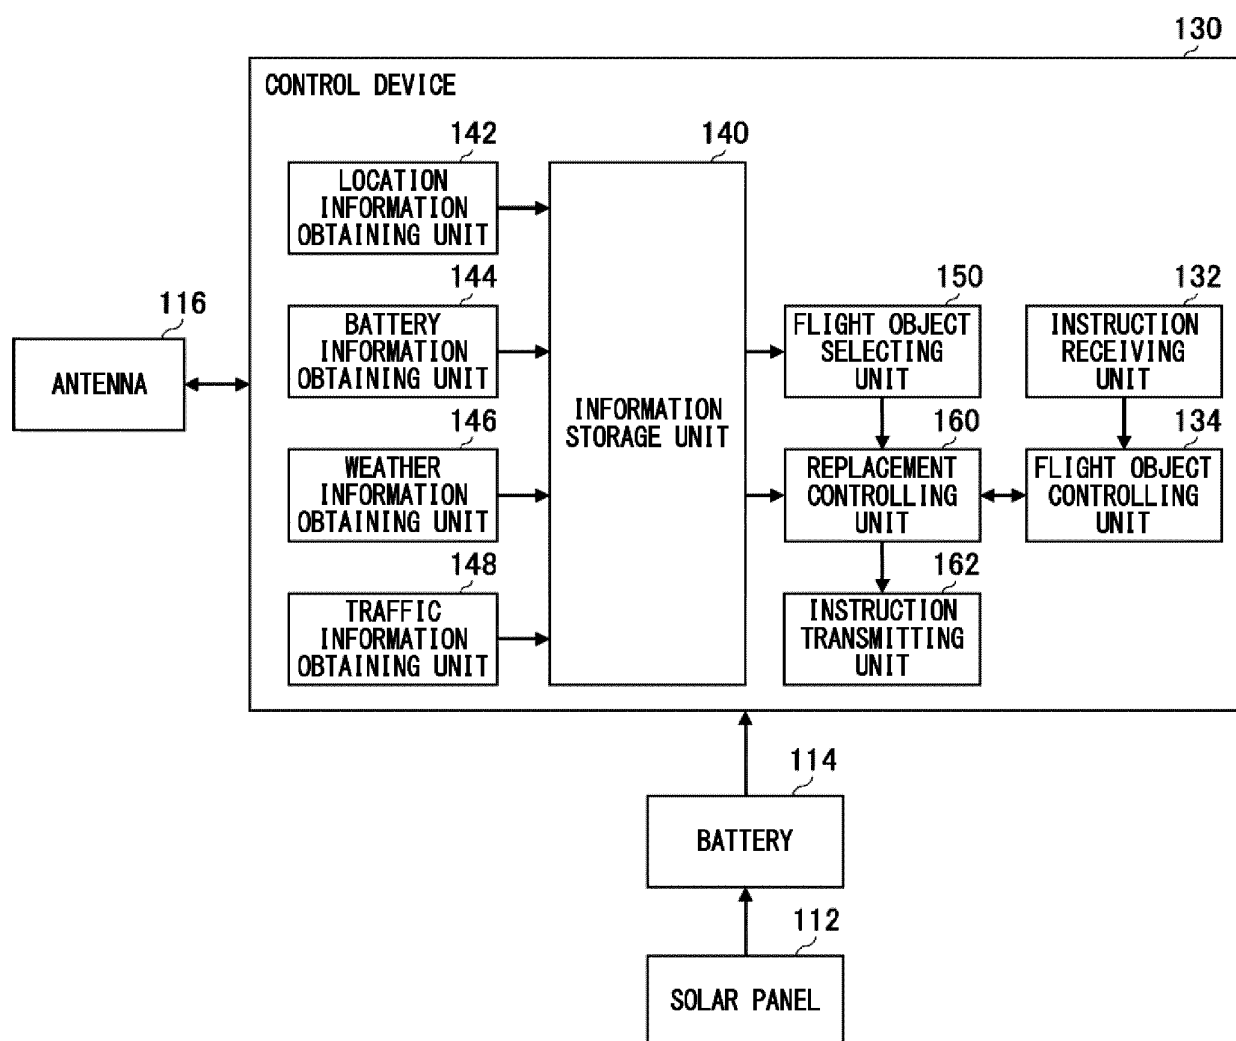 130
CONTROL DEVICE
142
LOCATION
INFORMATION
OBTAINING UNIT
140
INFORMATION
STORAGE UNIT
144
BATTERY
INFORMATION
OBTAINING UNIT
150
FLIGHT OBJECT
SELECTING
UNIT
132
INSTRUCTION
RECEIVING
UNIT
116
ANTENNA
146
WEATHER
INFORMATION
OBTAINING UNIT
160
REPLACEMENT
CONTROLLING
UNIT
134
FLIGHT OBJECT
CONTROLLING
UNIT
148
TRAFFIC
INFORMATION
OBTAINING UNIT
162
INSTRUCTION
TRANSMITTING
UNIT
114
BATTERY
112
SOLAR PANEL